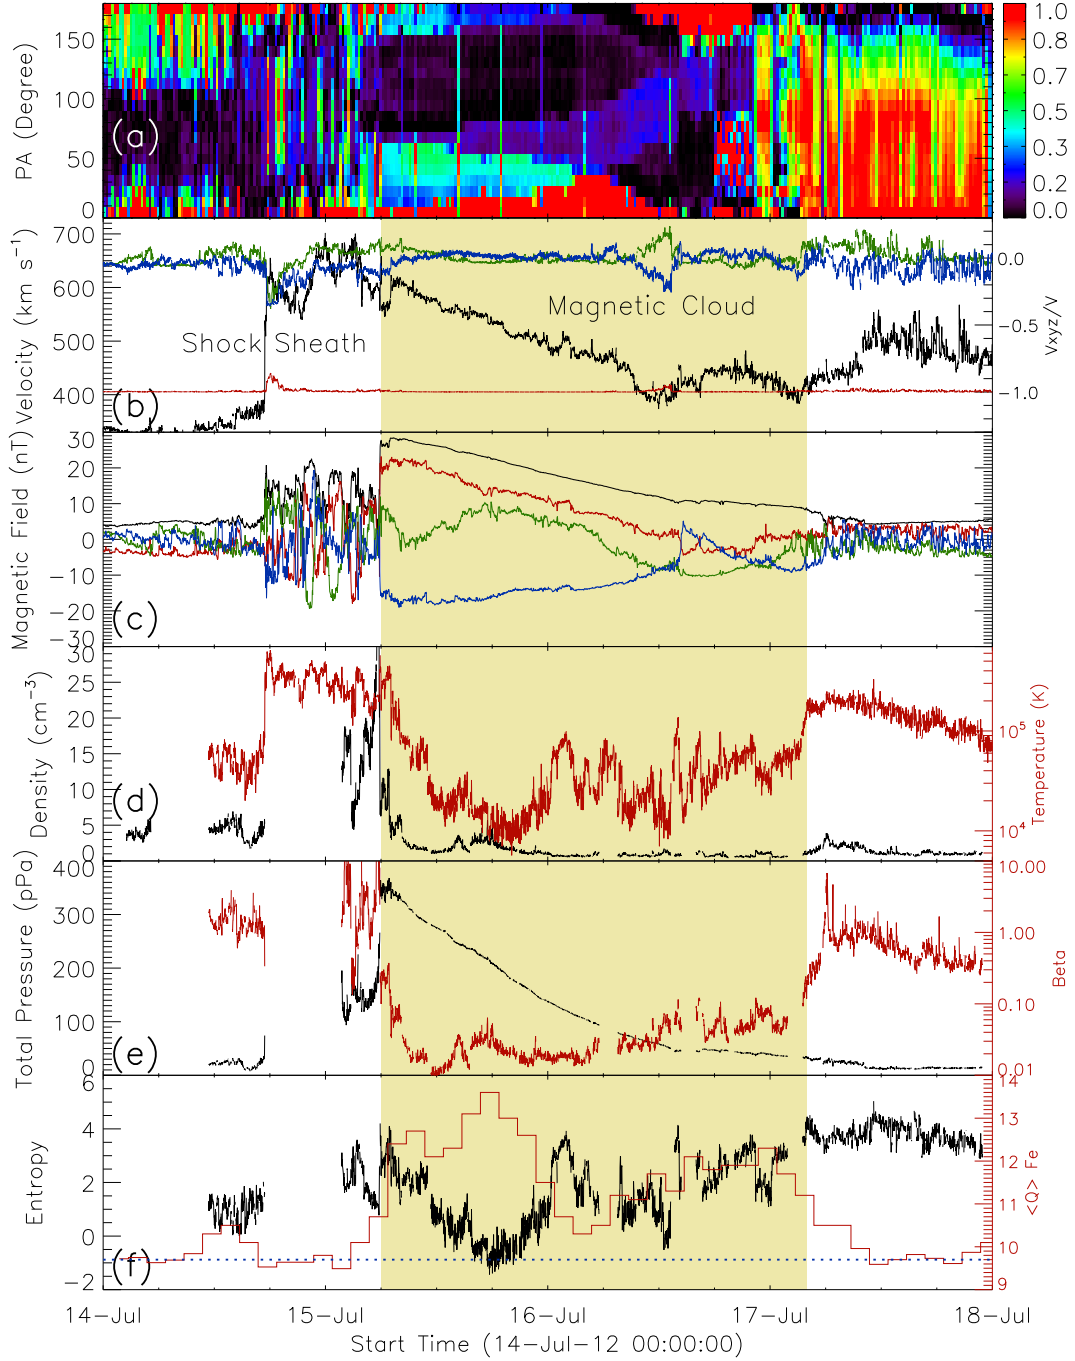 PA (Degree)
150
100
50
0
(a)
1.0
0.8
0.7
0.5
0.3
0.2
0.0
Velocity (km s⁻¹)
700
600
500
400
(b)
Shock Sheath
Magnetic Cloud
0.0
−0.5
−1.0
Vxyz/V
Magnetic Field (nT)
30
20
10
0
−10
−20
−30
(c)
Density (cm⁻³)
30
25
20
15
10
5
0
(d)
10⁵
10⁴
Temperature (K)
Total Pressure (pPa)
400
300
200
100
0
(e)
10.00
1.00
0.10
0.01
Beta
Entropy
6
4
2
0
−2
(f)
14
13
12
11
10
9
<Q> Fe
14−Jul
15−Jul
16−Jul
17−Jul
18−Jul
Start Time (14−Jul−12 00:00:00)